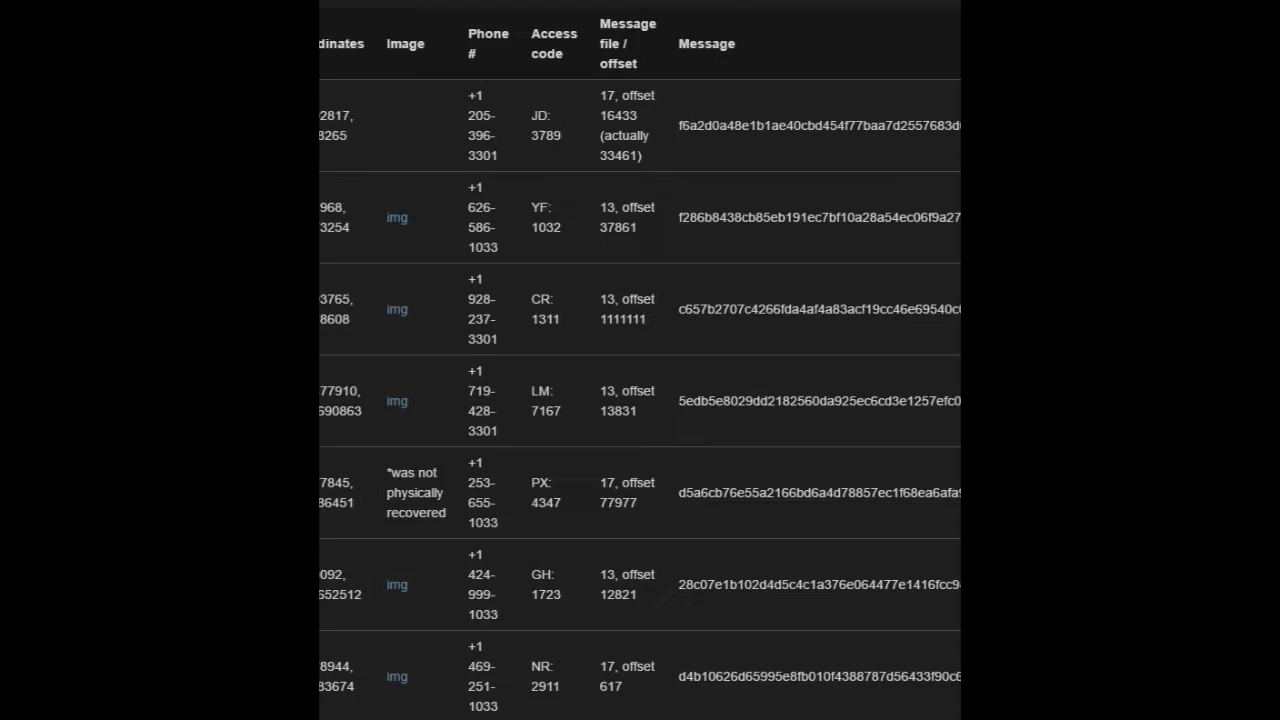 dinates Image Phone # Access code Message file / offset Message
2817, 8265 +1 205-396-3301 JD: 3789 17, offset 16433 (actually 33461) f6a2d0a48e1b1ae40cbd454f77baa7d2557683d
968, 3254 img +1 626-586-1033 YF: 1032 13, offset 37861 f286b8438cb85eb191ec7bf10a28a54ec06f9a27
3765, 8608 img +1 928-237-3301 CR: 1311 13, offset 1111111 c657b2707c4266fda4af4a83acf19cc46e69540c
77910, 690863 img +1 719-428-3301 LM: 7167 13, offset 13831 5edb5e8029dd2182560da925ec6cd3e1257efc0
7845, 36451 *was not physically recovered +1 253-655-1033 PX: 4347 17, offset 77977 d5a6cb76e55a2166bd6a4d78857ec1f68ea6afa
092, 652512 img +1 424-999-1033 GH: 1723 13, offset 12821 28c07e1b102d4d5c4c1a376e064477e1416fcc9
8944, 83674 img +1 469-251-1033 NR: 2911 17, offset 617 d4b10626d65995e8fb010f4388787d56433f90c6